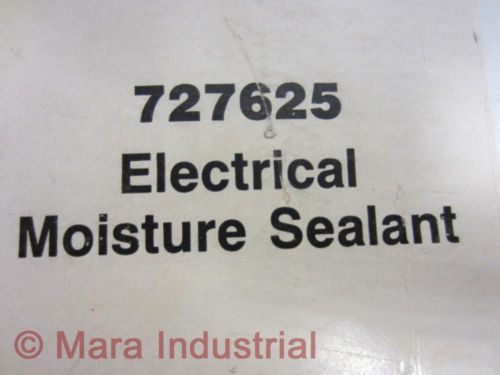 727625
Electrical
Moisture Sealant
© Mara Industrial